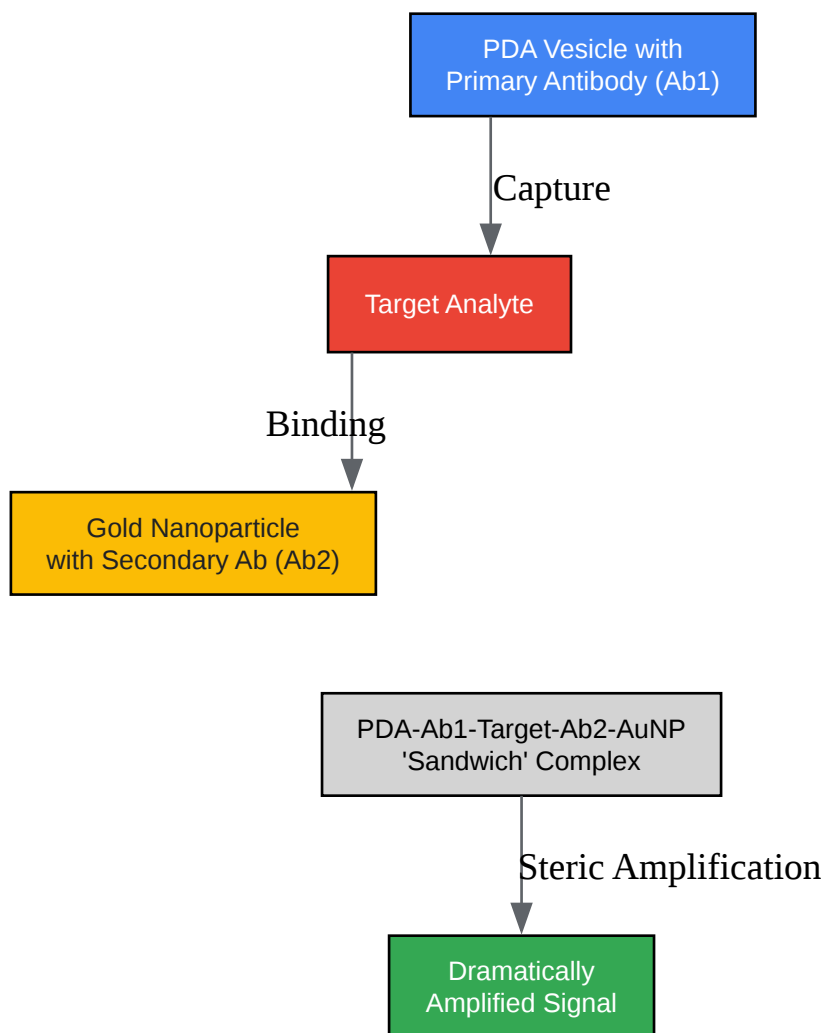 PDA Vesicle with
Primary Antibody (Ab1)
Capture
Target Analyte
Binding
Gold Nanoparticle
with Secondary Ab (Ab2)
PDA-Ab1-Target-Ab2-AuNP
'Sandwich' Complex
Steric Amplification
Dramatically
Amplified Signal